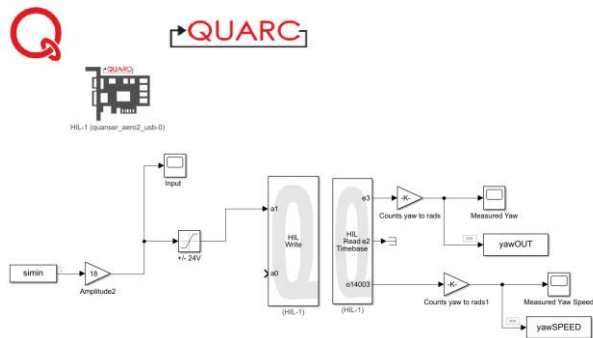 QUARC
QUARC
HIL-1 (quanser_aero2_usb-0)
Input
simin
18
Amplitude2
+/- 24V
a1
HIL
Write
a0
(HIL-1)
e3
HIL
Read e2
Timebase
o14003
(HIL-1)
-K-
Counts yaw to rads
Measured Yaw
yawOUT
-K-
Counts yaw to rads1
Measured Yaw Speed
yawSPEED